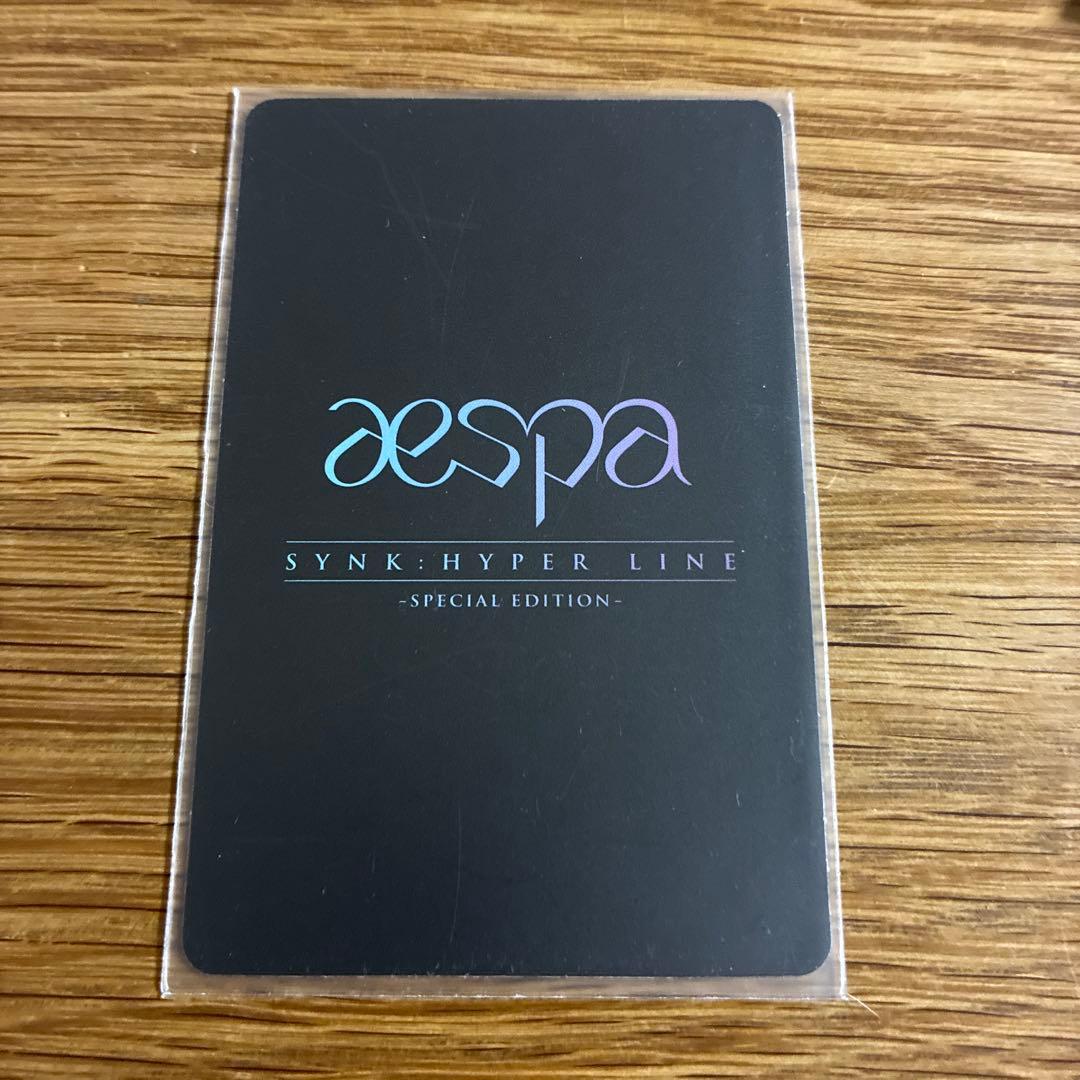 aespa
SYNK : HYPER LINE
-SPECIAL EDITION-